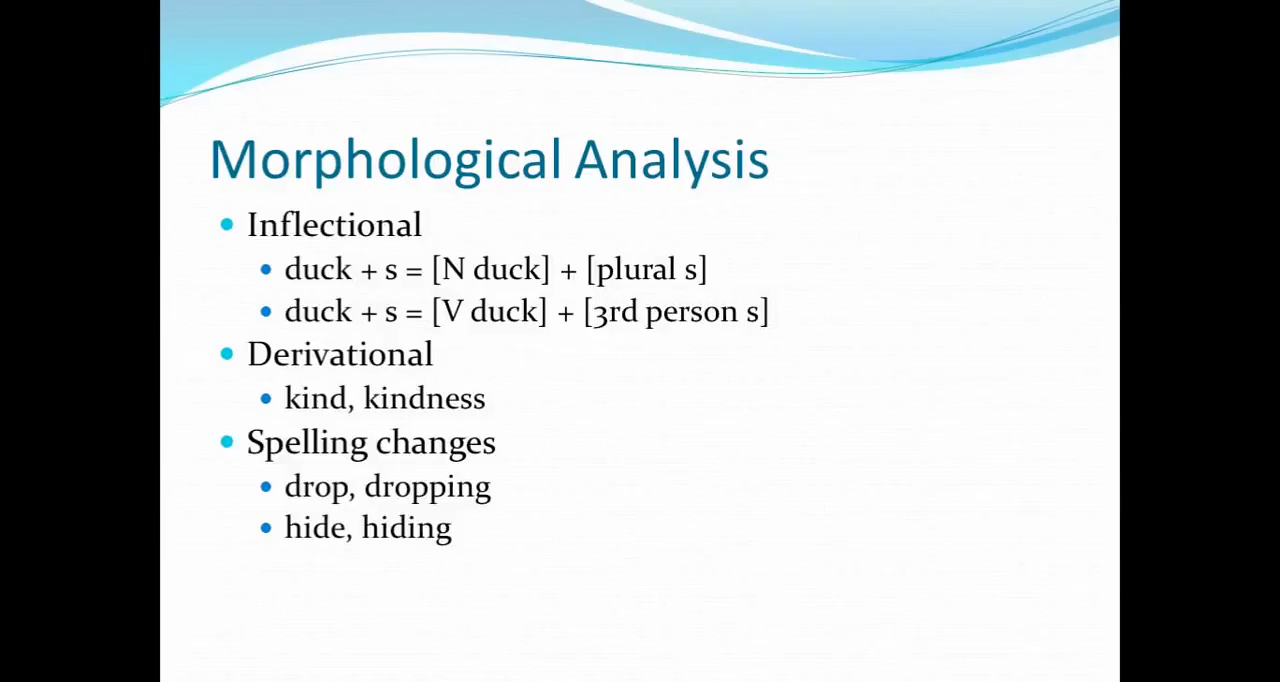 Morphological Analysis
Inflectional
duck + s = [N duck] + [plural s]
duck + s = [V duck] + [3rd person s]
Derivational
kind, kindness
Spelling changes
drop, dropping
hide, hiding